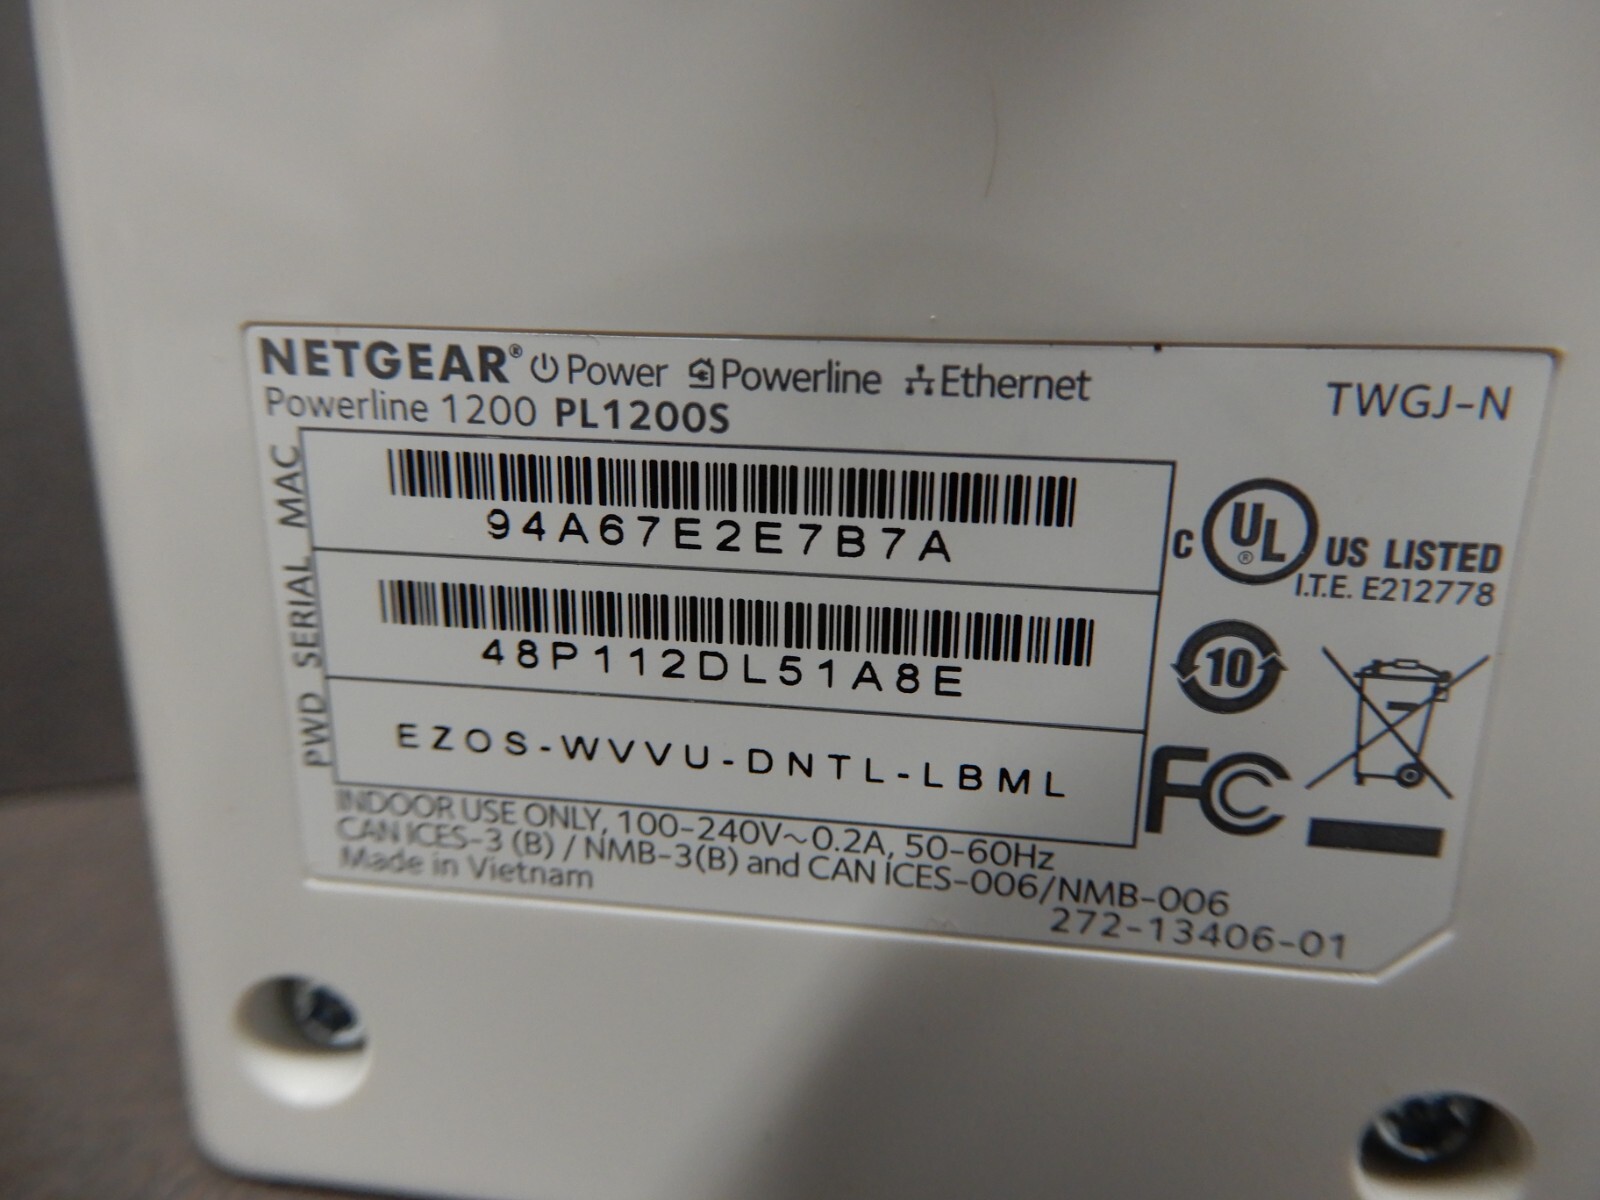 NETGEAR® Power Powerline Ethernet
Powerline 1200 PL1200S
TWGJ-N
MAC
94A67E2E7B7A
SERIAL
48P112DL51A8E
PWD
EZOS-WVVU-DNTL-LBML
C UL® US LISTED
I.T.E. E212778
10
FC
INDOOR USE ONLY, 100-240V~0.2A, 50-60Hz
CAN ICES-3 (B) / NMB-3(B) and CAN ICES-006/NMB-006
Made in Vietnam
272-13406-01